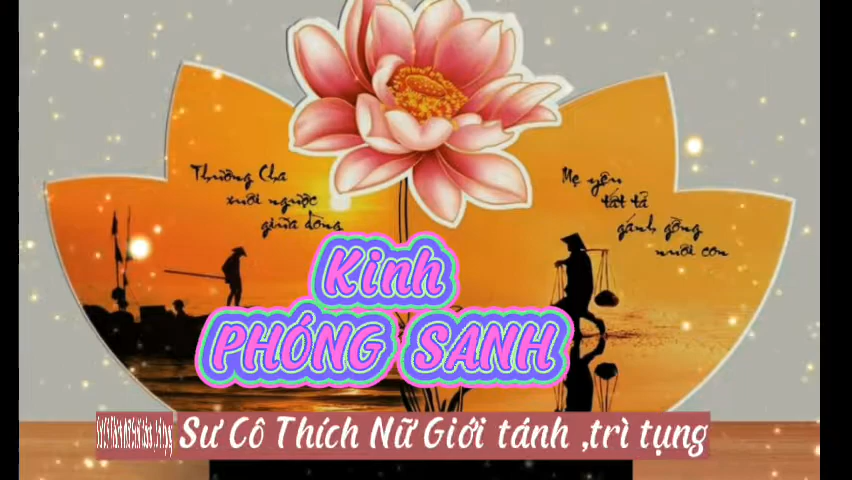 Thương Cha
xuôi ngược
giữa dòng
Mẹ yêu
tất tả
gánh gồng
nuôi con
Kinh
PHÓNG SANH
Sư Cô Thích Nữ Giới tánh ,trì tụng